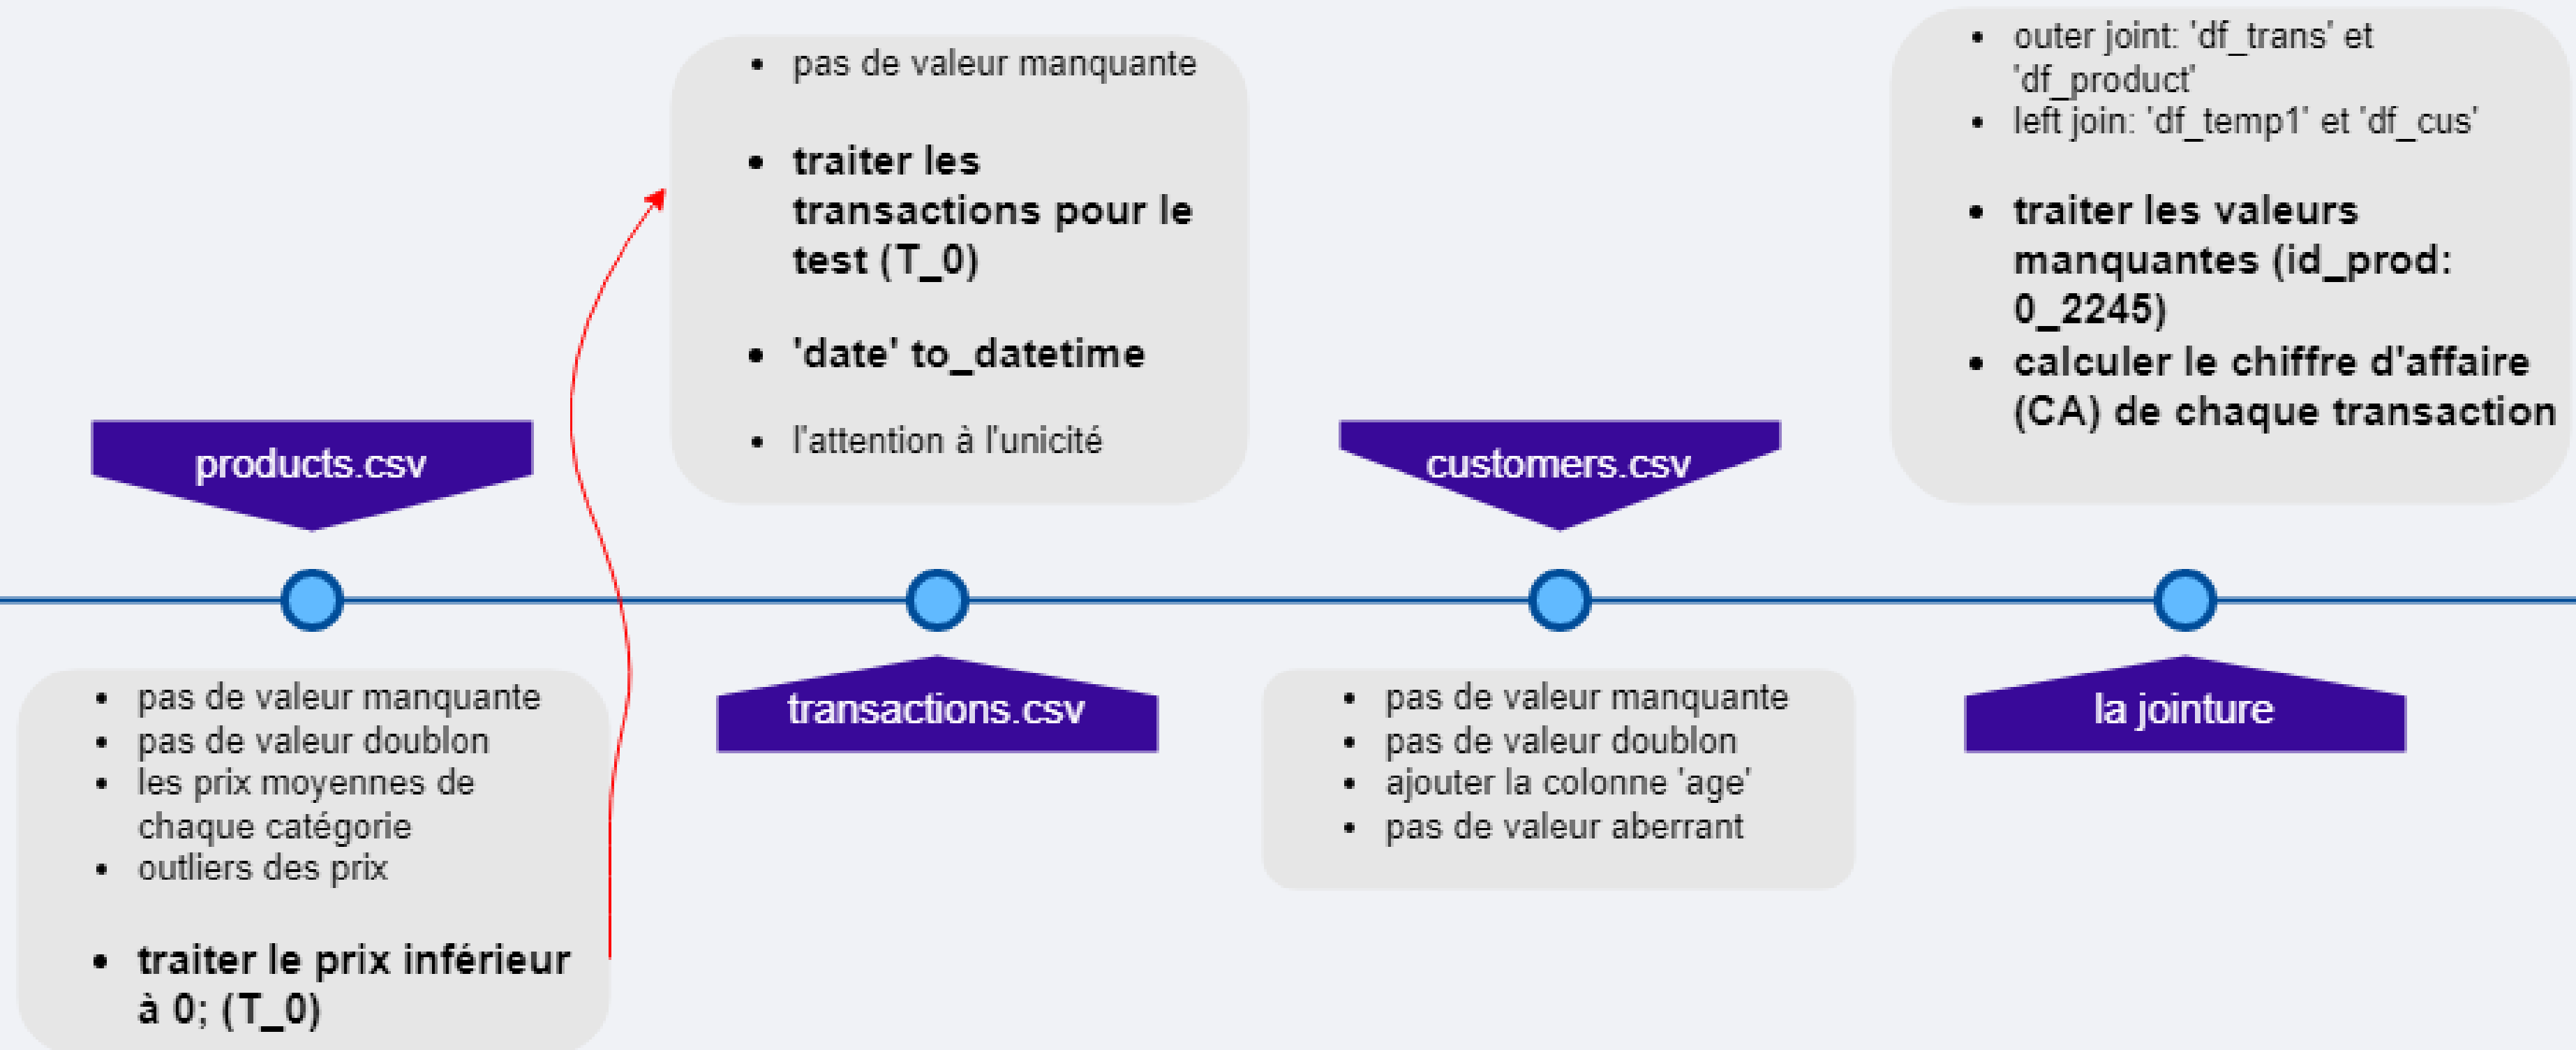 products.csv
• pas de valeur manquante
• pas de valeur doublon
• les prix moyennes de
chaque catégorie
• outliers des prix
• traiter le prix inférieur
à 0; (T_0)
• pas de valeur manquante
• traiter les
transactions pour le
test (T_0)
• 'date' to_datetime
• l'attention à l'unicité
transactions.csv
customers.csv
• pas de valeur manquante
• pas de valeur doublon
• ajouter la colonne 'age'
• pas de valeur aberrant
• outer joint: 'df_trans' et
'df_product'
• left join: 'df_temp1' et 'df_cus'
• traiter les valeurs
manquantes (id_prod:
0_2245)
• calculer le chiffre d'affaire
(CA) de chaque transaction
la jointure